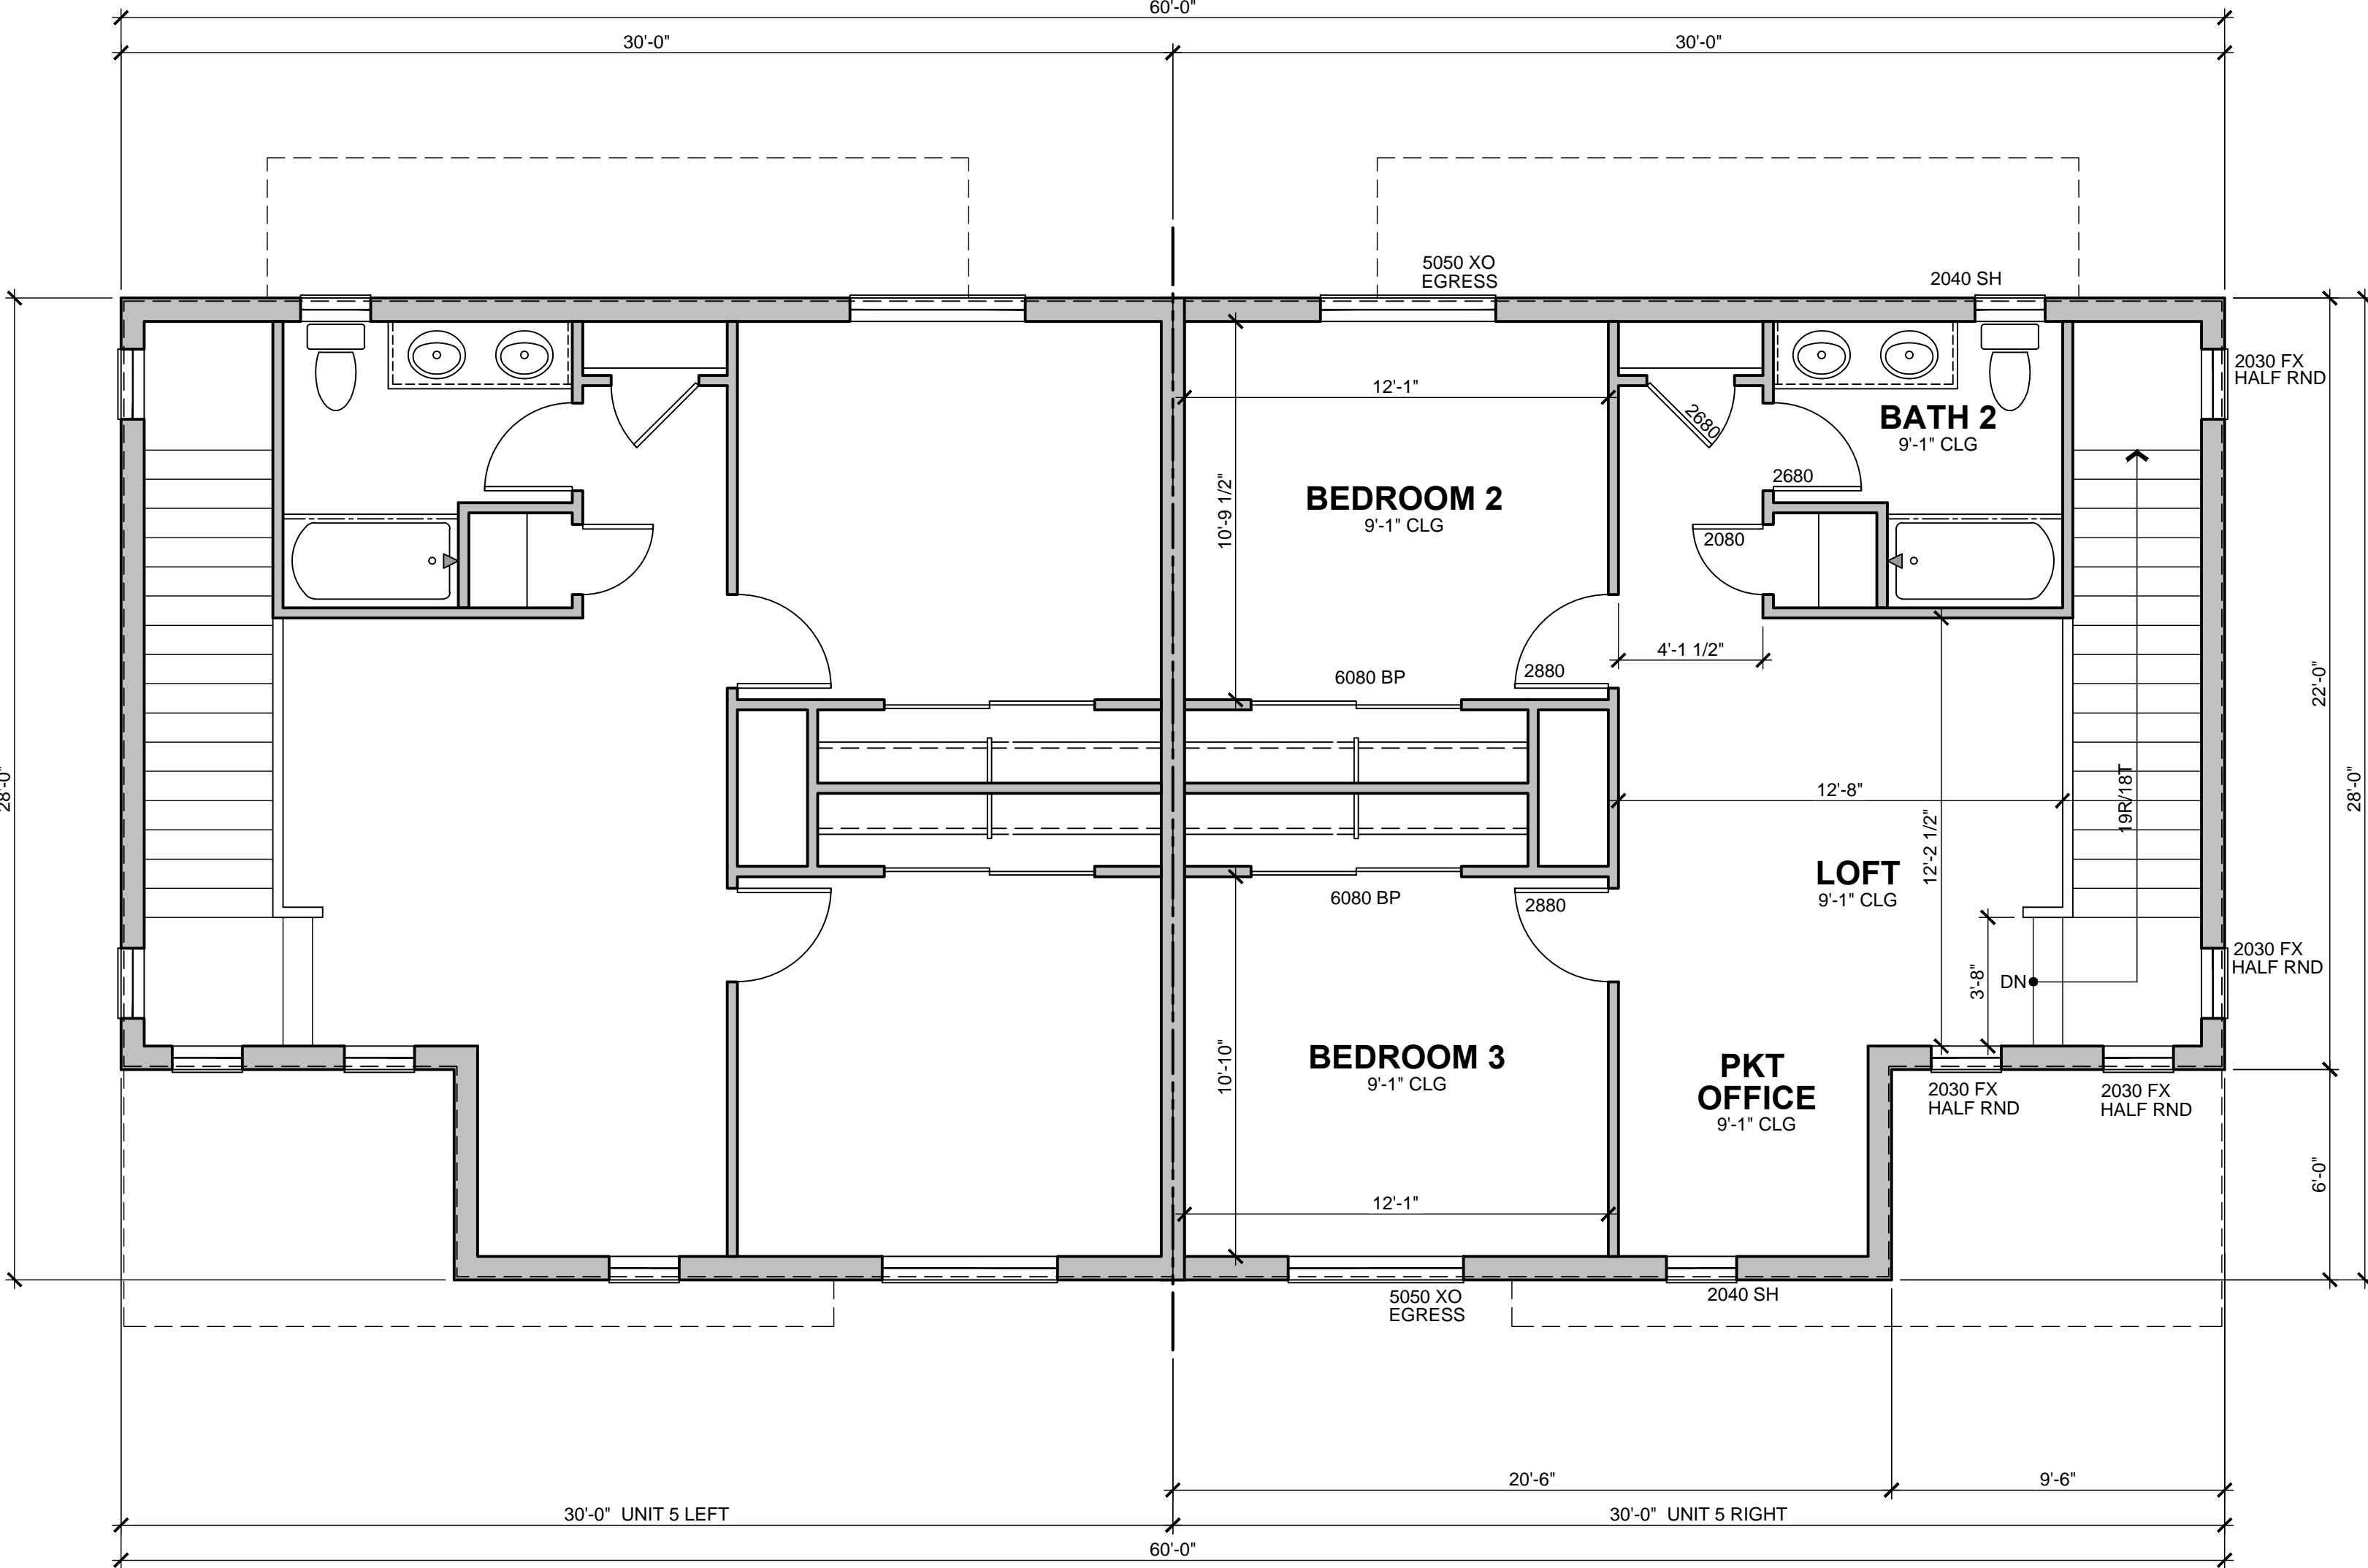 60'-0"
30'-0"
30'-0"
5050 XO
EGRESS
2040 SH
2030 FX
HALF RND
12'-1"
2680
BATH 2
9'-1" CLG
2680
BEDROOM 2
9'-1" CLG
10'-9 1/2"
2080
4'-1 1/2"
6080 BP
2880
22'-0"
28'-0"
28'-0"
12'-8"
19R/18T
12'-2 1/2"
LOFT
9'-1" CLG
6080 BP
2880
2030 FX
HALF RND
3'-8"
DN
BEDROOM 3
9'-1" CLG
10'-10"
PKT
OFFICE
9'-1" CLG
2030 FX
HALF RND
2030 FX
HALF RND
6'-0"
12'-1"
5050 XO
EGRESS
2040 SH
20'-6"
9'-6"
30'-0" UNIT 5 LEFT
30'-0" UNIT 5 RIGHT
60'-0"